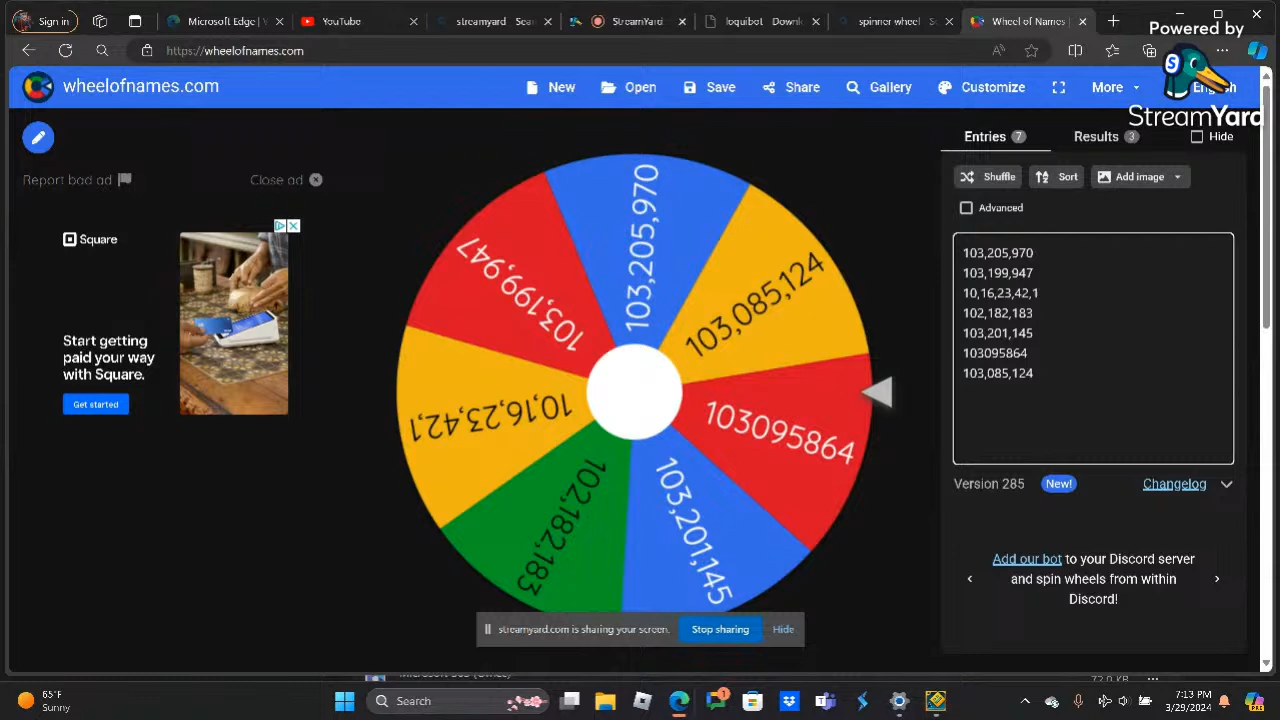 Sign in
Microsoft Edge |
YouTube
streamyard Sea
StreamYard
loquibot Downl
spinner wheel S
Wheel of Names |
Powered by
https://wheelofnames.com
StreamYard
wheelofnames.com
New
Open
Save
Share
Gallery
Customize
More
English
Entries 7
Results 3
Hide
Report bad ad
Close ad
Shuffle
Sort
Add image
Advanced
Square
Start getting
paid your way
with Square.
Get started
103,205,970
103,085,124
103095864
103,201,145
102,182,183
10,16,23,42,1
103,199,947
103,205,970
103,199,947
10,16,23,42,1
102,182,183
103,201,145
103095864
103,085,124
Version 285
New!
Changelog
Add our bot to your Discord server
and spin wheels from within
Discord!
streamyard.com is sharing your screen.
Stop sharing
Hide
65°F
Sunny
Search
7:13 PM
3/29/2024